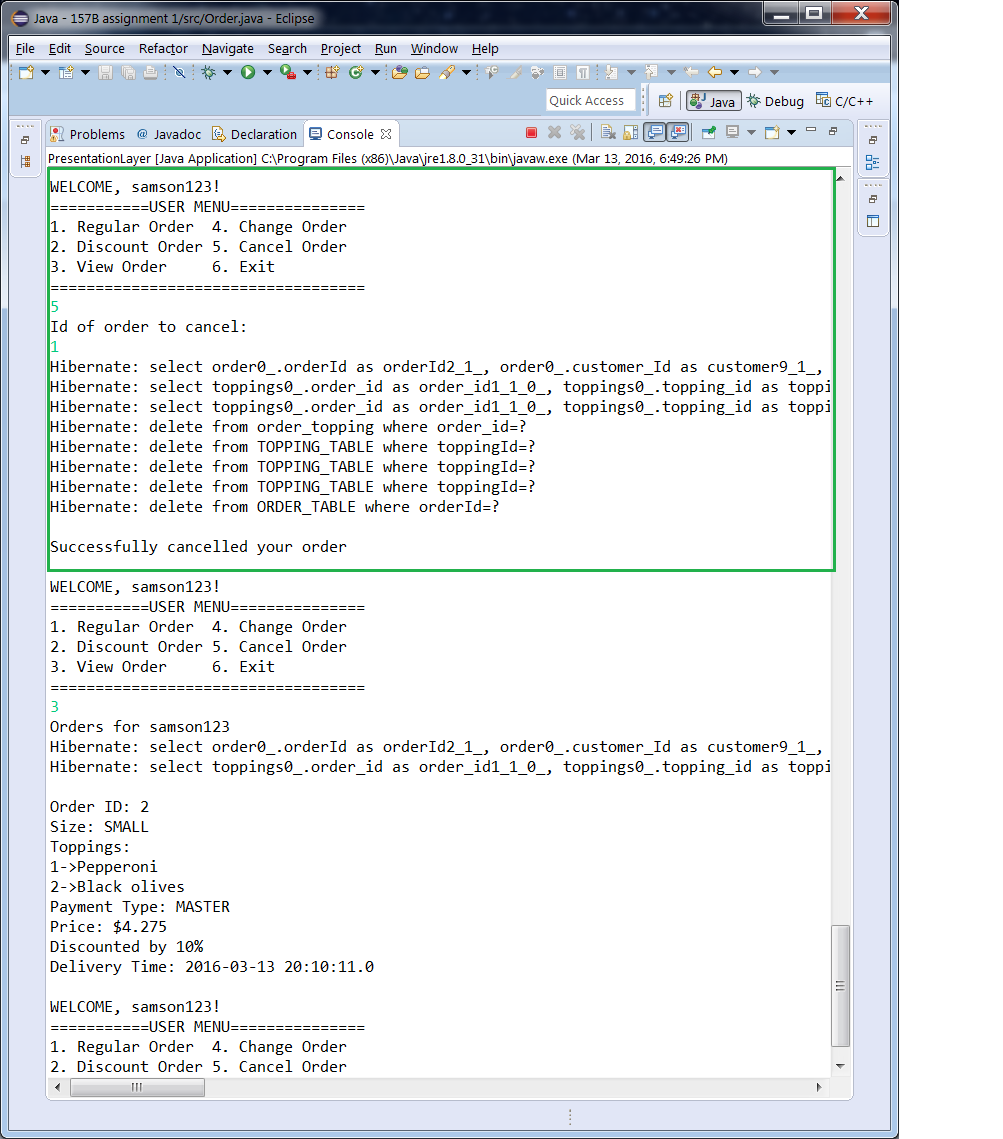 Java - 157B assignment 1/src/Order.java - Eclipse
File Edit Source Refactor Navigate Search Project Run Window Help
Quick Access Java Debug C/C++
Problems @ Javadoc Declaration Console
PresentationLayer [Java Application] C:\Program Files (x86)\Java\jre1.8.0_31\bin\javaw.exe (Mar 13, 2016, 6:49:26 PM)
WELCOME, samson123!
===========USER MENU===============
1. Regular Order  4. Change Order
2. Discount Order 5. Cancel Order
3. View Order     6. Exit
===================================
5
Id of order to cancel:
1
Hibernate: select order0_.orderId as orderId2_1_, order0_.customer_Id as customer9_1_,
Hibernate: select toppings0_.order_id as order_id1_1_0_, toppings0_.topping_id as toppi
Hibernate: select toppings0_.order_id as order_id1_1_0_, toppings0_.topping_id as toppi
Hibernate: delete from order_topping where order_id=?
Hibernate: delete from TOPPING_TABLE where toppingId=?
Hibernate: delete from TOPPING_TABLE where toppingId=?
Hibernate: delete from TOPPING_TABLE where toppingId=?
Hibernate: delete from ORDER_TABLE where orderId=?
Successfully cancelled your order
WELCOME, samson123!
===========USER MENU===============
1. Regular Order  4. Change Order
2. Discount Order 5. Cancel Order
3. View Order     6. Exit
===================================
3
Orders for samson123
Hibernate: select order0_.orderId as orderId2_1_, order0_.customer_Id as customer9_1_,
Hibernate: select toppings0_.order_id as order_id1_1_0_, toppings0_.topping_id as toppi
Order ID: 2
Size: SMALL
Toppings:
1->Pepperoni
2->Black olives
Payment Type: MASTER
Price: $4.275
Discounted by 10%
Delivery Time: 2016-03-13 20:10:11.0
WELCOME, samson123!
===========USER MENU===============
1. Regular Order  4. Change Order
2. Discount Order 5. Cancel Order